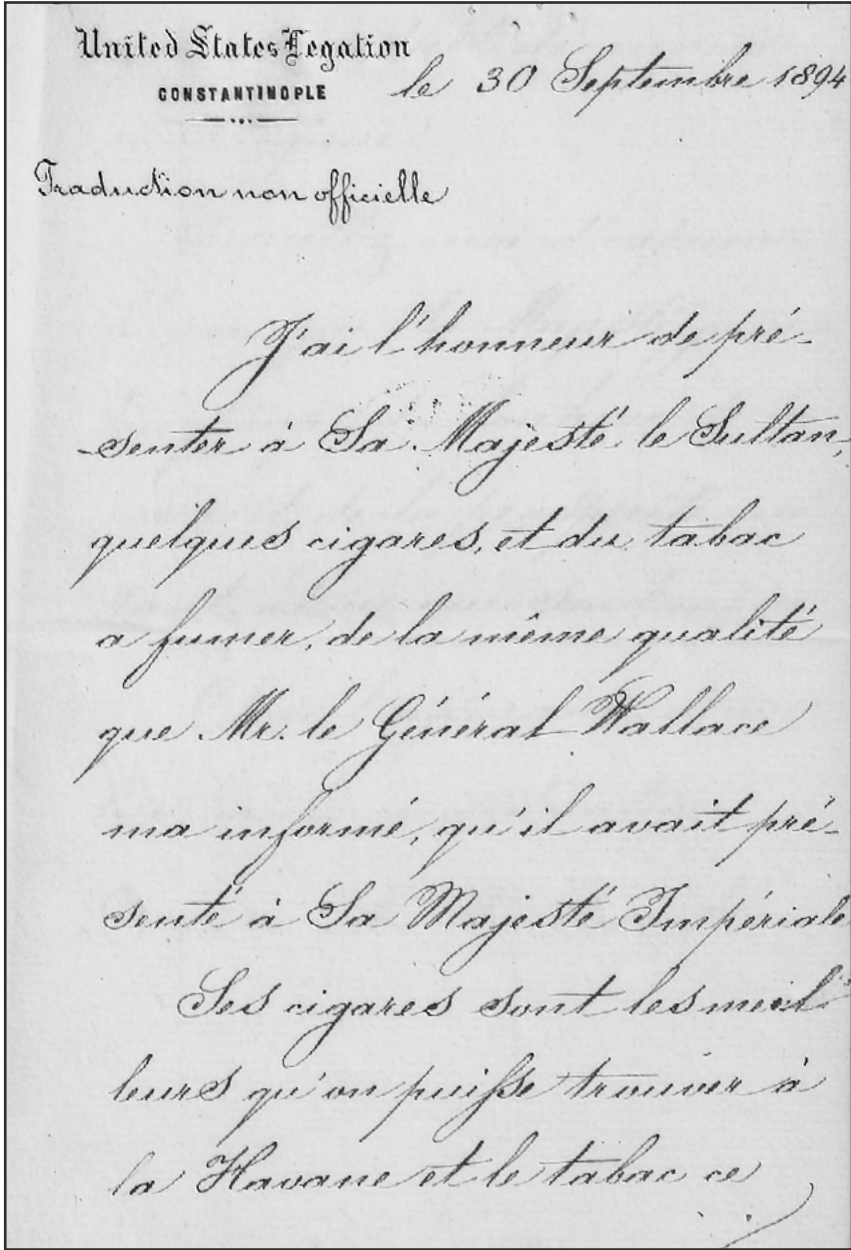 United States Legation
CONSTANTINOPLE
le 30 Septembre 1894
Traduction non officielle
J'ai l'honneur de pré-
-senter à Sa Majesté le Sultan,
quelques cigares, et du tabac
a fumer, de la même qualité
que Mr. le Général Wallace
ma informé, qu'il avait pré-
senté à Sa Majesté Impériale
Ses cigares sont les meil
leurs qu'on puisse trouver à
la Havane et le tabac ce